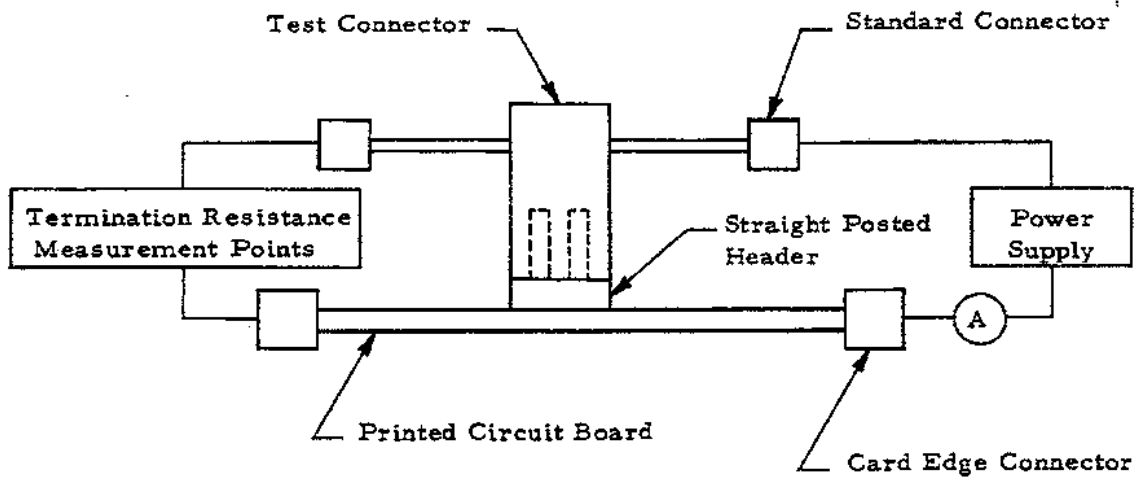 Test Connector
Standard Connector
Termination Resistance
Measurement Points
Straight Posted
Header
Power
Supply
A
Printed Circuit Board
Card Edge Connector